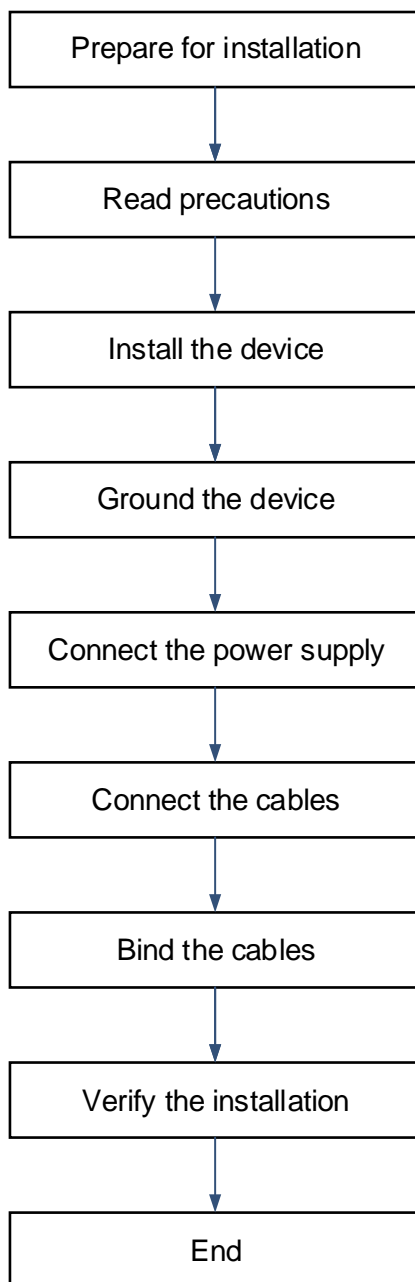 Prepare for installation
Read precautions
Install the device
Ground the device
Connect the power supply
Connect the cables
Bind the cables
Verify the installation
End